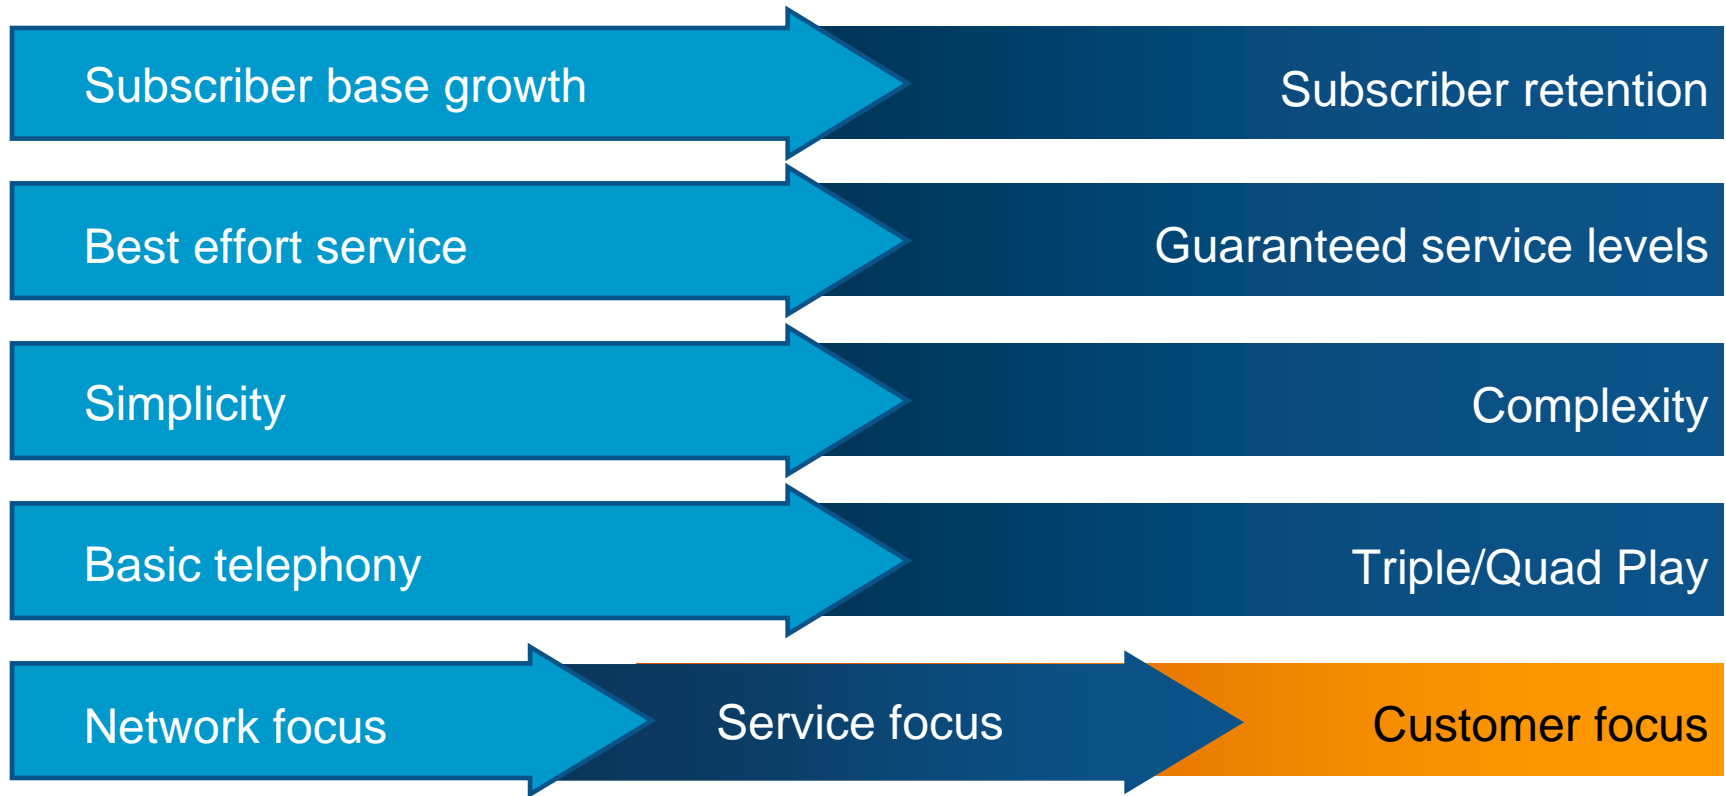 Subscriber base growth
Subscriber retention
Best effort service
Guaranteed service levels
Simplicity
Complexity
Basic telephony
Triple/Quad Play
Network focus
Service focus
Customer focus